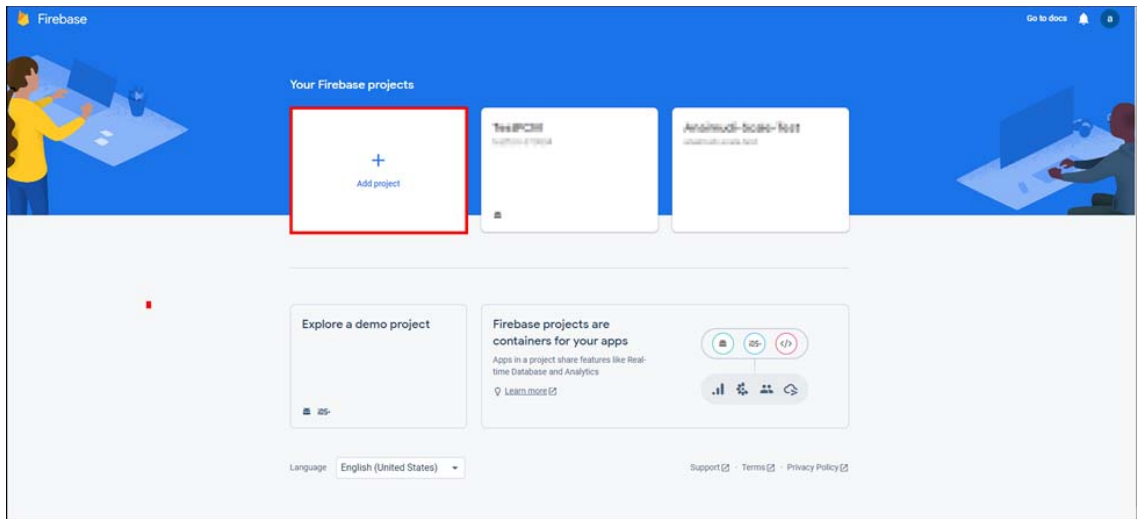 Firebase
Go to docs
a
Your Firebase projects
Add project
Explore a demo project
iOS+
Firebase projects are
containers for your apps
Apps in a project share features like Real-
time Database and Analytics
Learn more
iOS+
</>
Language
English (United States)
Support · Terms · Privacy Policy